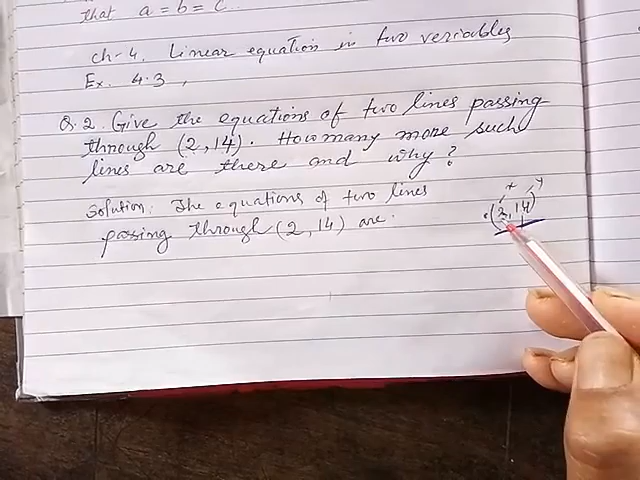 that a = b = c.
ch-4. Linear equation in two veriables
Ex. 4.3,
Q.2. Give the equations of two lines passing
through (2,14). How many more such
lines are there and why?
x y
Solution: The equations of two lines
(2,14)
passing through (2,14) are.